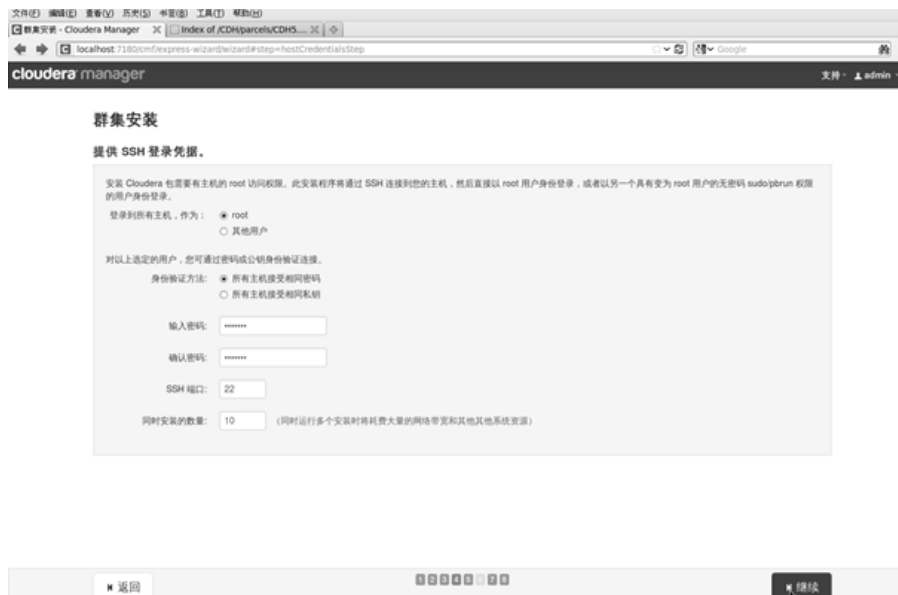 文件(F) 编辑(E) 查看(V) 历史(S) 书签(B) 工具(T) 帮助(H)
群集安装 - Cloudera Manager Index of /CDH/parcels/CDH5....
localhost:7180/cmf/express-wizard/wizard#step=hostCredentialsStep Google
cloudera manager 支持 admin
群集安装
提供 SSH 登录凭据。
安装 Cloudera 包需要有主机的 root 访问权限。此安装程序将通过 SSH 连接到您的主机，然后直接以 root 用户身份登录，或者以另一个具有变为 root 用户的无密码 sudo/pbrun 权限
的用户身份登录。
登录到所有主机，作为： root
其他用户
对以上选定的用户，您可通过密码或公钥身份验证连接。
身份验证方法: 所有主机接受相同密码
所有主机接受相同私钥
输入密码: •••••••
确认密码: •••••••
SSH 端口: 22
同时安装的数量: 10 （同时运行多个安装时将耗费大量的网络带宽和其他其他系统资源）
返回 1 2 3 4 5 7 8 继续